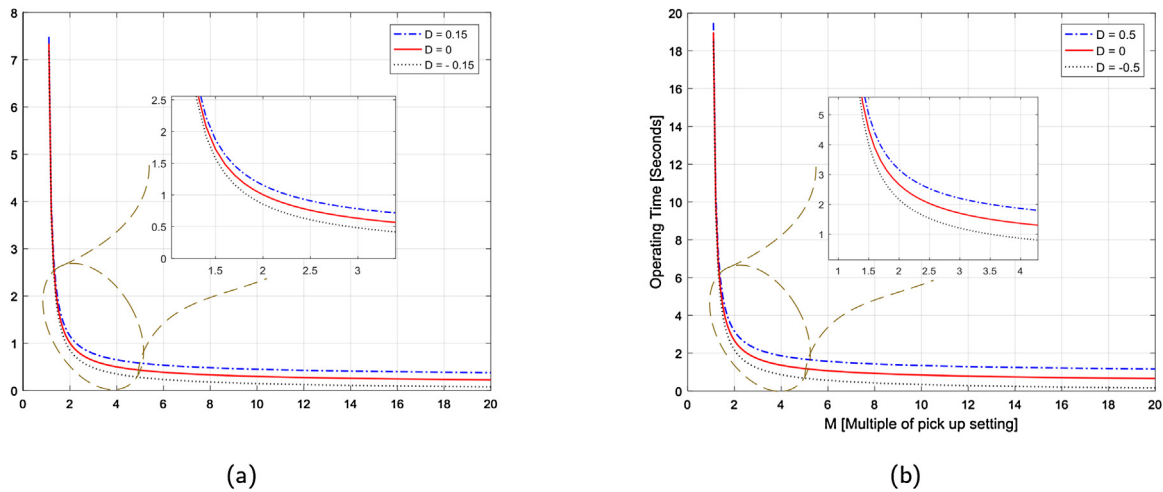 8
7
6
5
4
3
2
1
0
0 2 4 6 8 10 12 14 16 18 20
D = 0.15
D = 0
D = - 0.15
2.5
2
1.5
1
0.5
0
1.5 2 2.5 3
(a)
Operating Time [Seconds]
20
18
16
14
12
10
8
6
4
2
0
0 2 4 6 8 10 12 14 16 18 20
M [Multiple of pick up setting]
D = 0.5
D = 0
D = -0.5
5
4
3
2
1
1 1.5 2 2.5 3 3.5 4
(b)